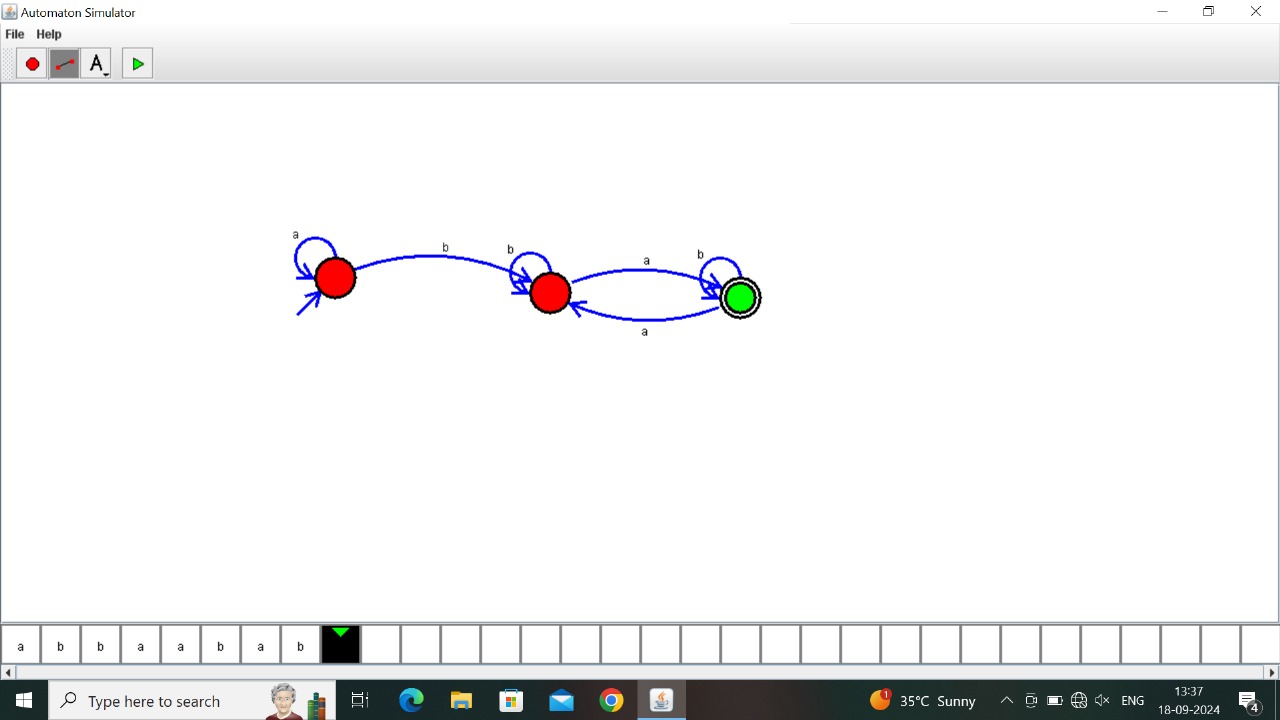 Automaton Simulator
File Help
A
a
b
b
a
b
a
a b b a a b a b
Type here to search
1
35°C Sunny
ENG
13:37
18-09-2024
4